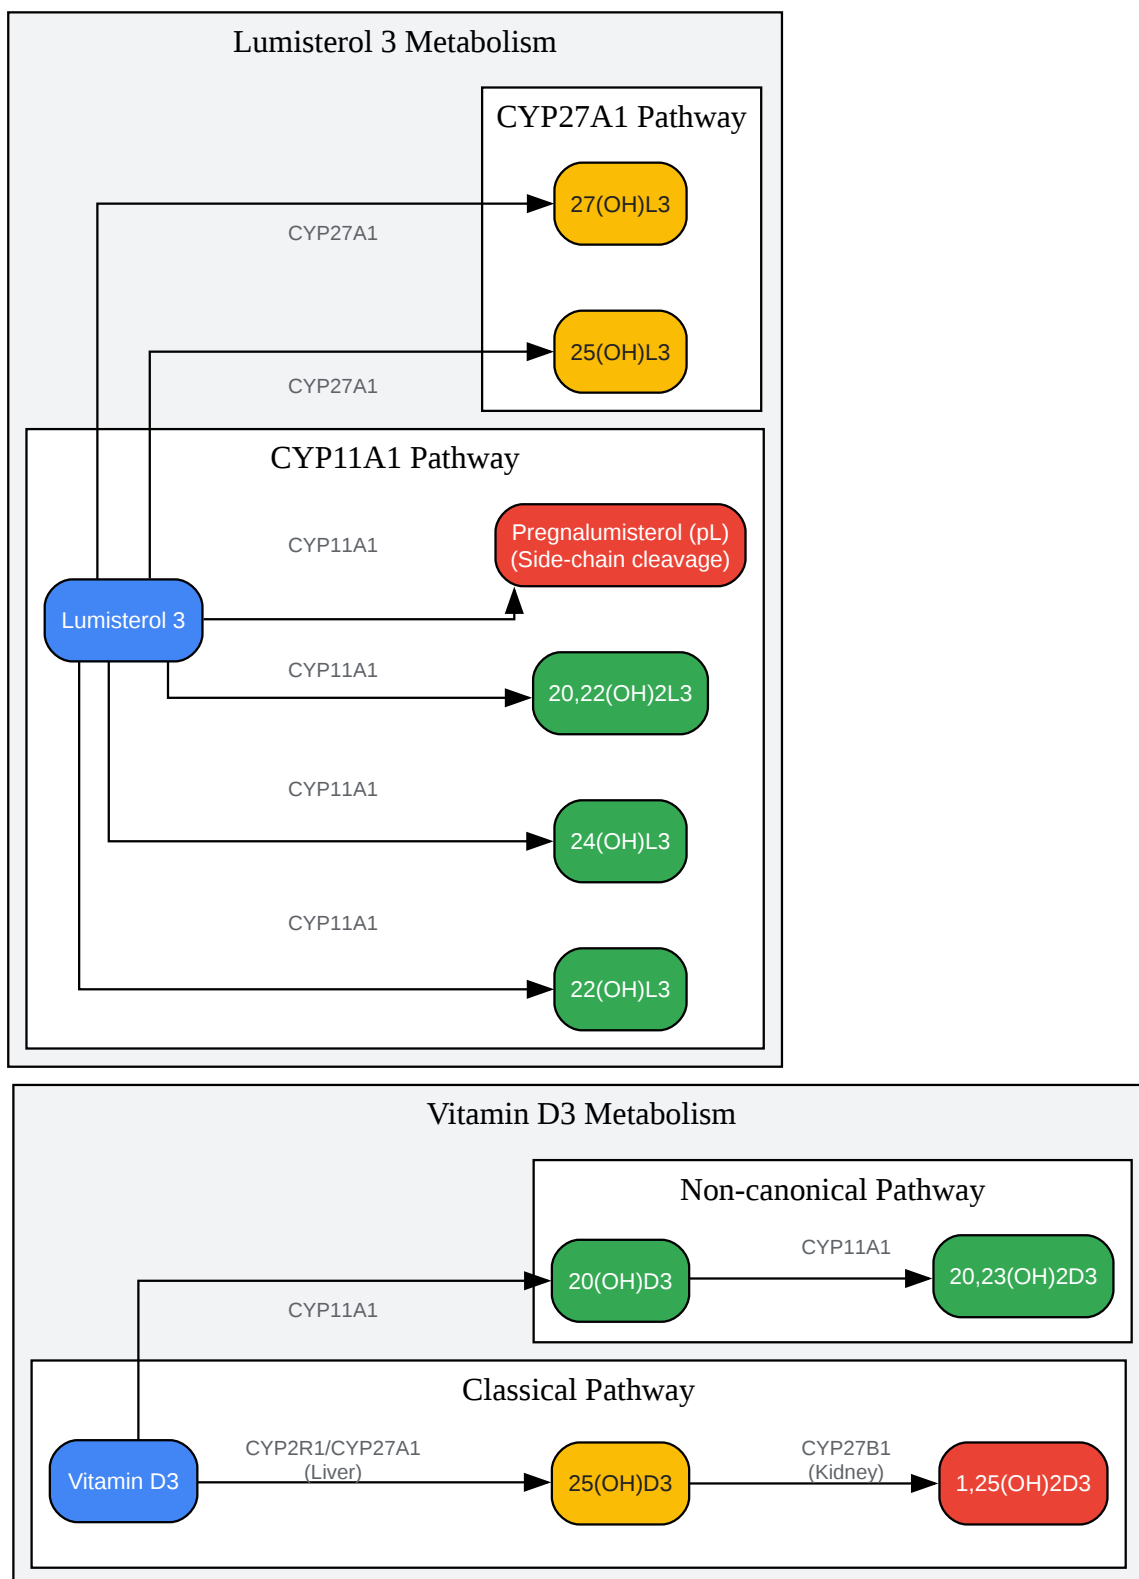 Lumisterol 3 Metabolism
CYP27A1 Pathway
27(OH)L3
CYP27A1
25(OH)L3
CYP27A1
CYP11A1 Pathway
CYP11A1
Pregnalumisterol (pL)
(Side-chain cleavage)
Lumisterol 3
CYP11A1
20,22(OH)2L3
CYP11A1
24(OH)L3
CYP11A1
22(OH)L3
Vitamin D3 Metabolism
Non-canonical Pathway
CYP11A1
20(OH)D3
20,23(OH)2D3
CYP11A1
Classical Pathway
CYP2R1/CYP27A1
(Liver)
CYP27B1
(Kidney)
Vitamin D3
25(OH)D3
1,25(OH)2D3